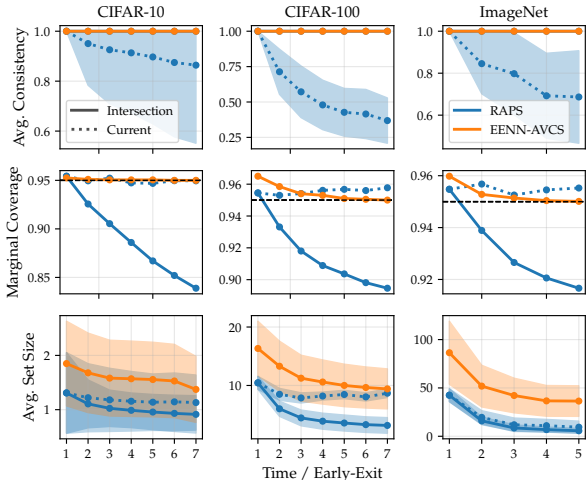 CIFAR-10 CIFAR-100 ImageNet
Avg. Consistency
1.0 0.8 0.6
Intersection
Current
1.00 0.75 0.50 0.25
1.0 0.8 0.6
RAPS
EENN-AVCS
Marginal Coverage
0.95 0.90 0.85
0.96 0.94 0.92 0.90
0.96 0.94 0.92
Avg. Set Size
2 1
20 10
100 50 0
1 2 3 4 5 6 7 1 2 3 4 5 6 7 1 2 3 4 5
Time / Early-Exit